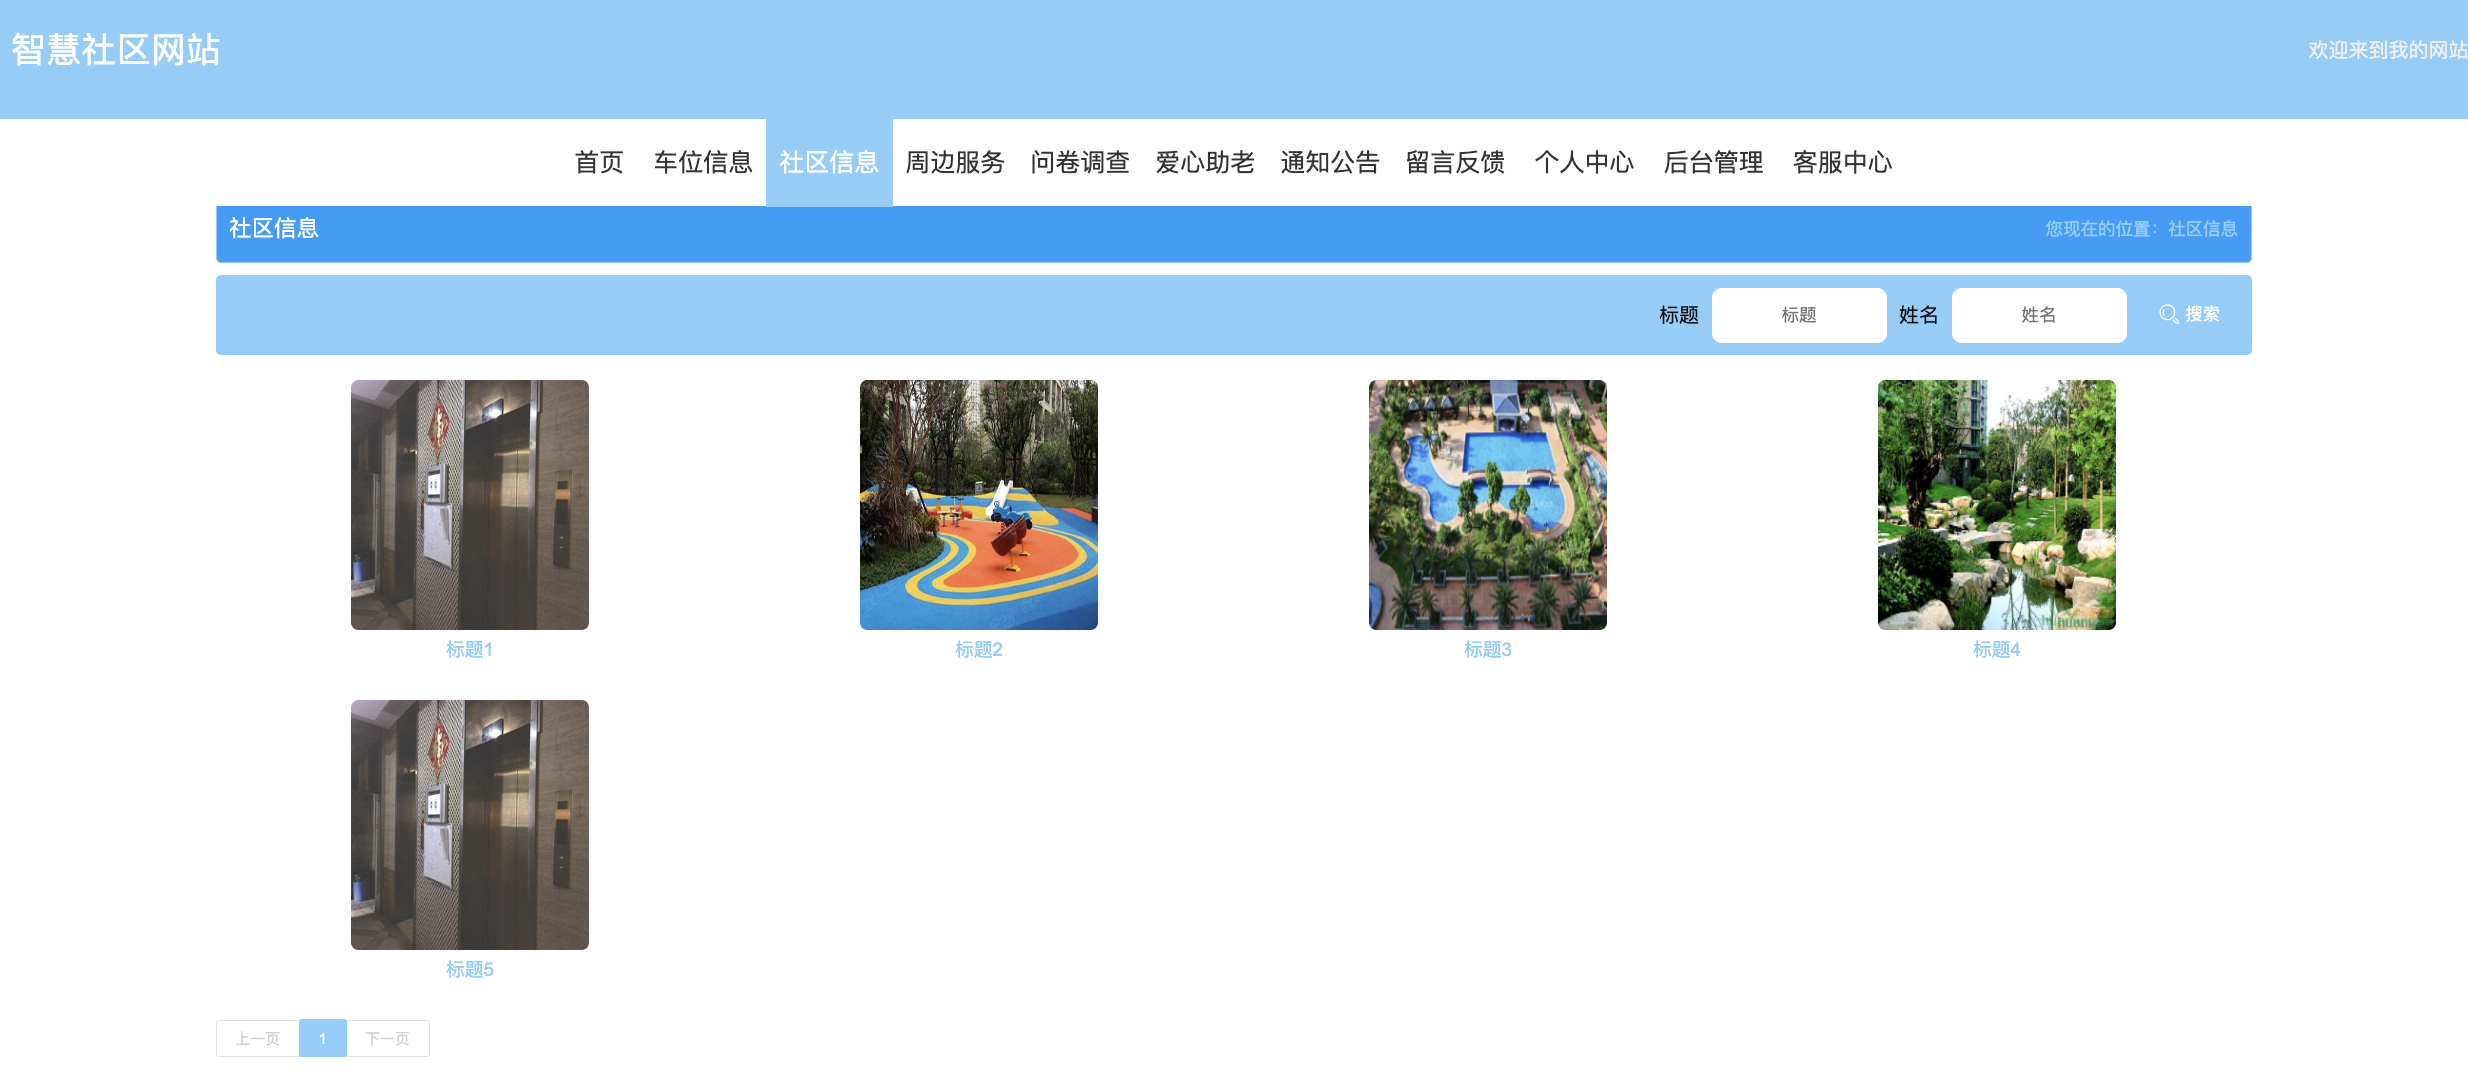 智慧社区网站
欢迎来到我的网站
首页 车位信息 社区信息 周边服务 问卷调查 爱心助老 通知公告 留言反馈 个人中心 后台管理 客服中心
社区信息
您现在的位置：社区信息
标题 标题 姓名 姓名 搜索
标题1 标题2 标题3 标题4
标题5
上一页 1 下一页